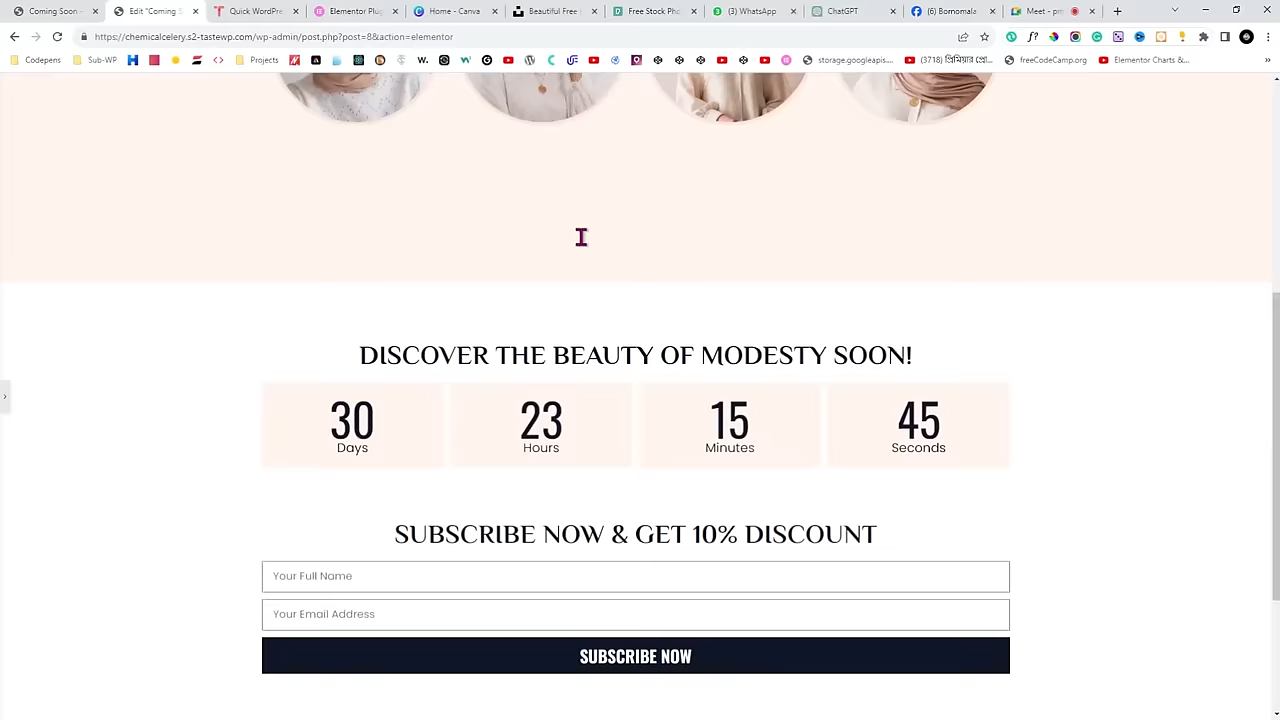 Coming Soon -
Edit "Coming S
Quick WordPre
Elementor Plug
Home - Canva
Beautiful Free
Free Stock Pho
(3) WhatsApp
ChatGPT
(6) Bornomala
Meet - pm
https://chemicalcelery.s2-tastewp.com/wp-admin/post.php?post=8&action=elementor
Codepens
Sub-WP
Projects
storage.googleapis....
(3718) প্রিমিয়ার প্রো...
freeCodeCamp.org
Elementor Charts &...
DISCOVER THE BEAUTY OF MODESTY SOON!
30 23 15 45
Days Hours Minutes Seconds
SUBSCRIBE NOW & GET 10% DISCOUNT
Your Full Name
Your Email Address
SUBSCRIBE NOW